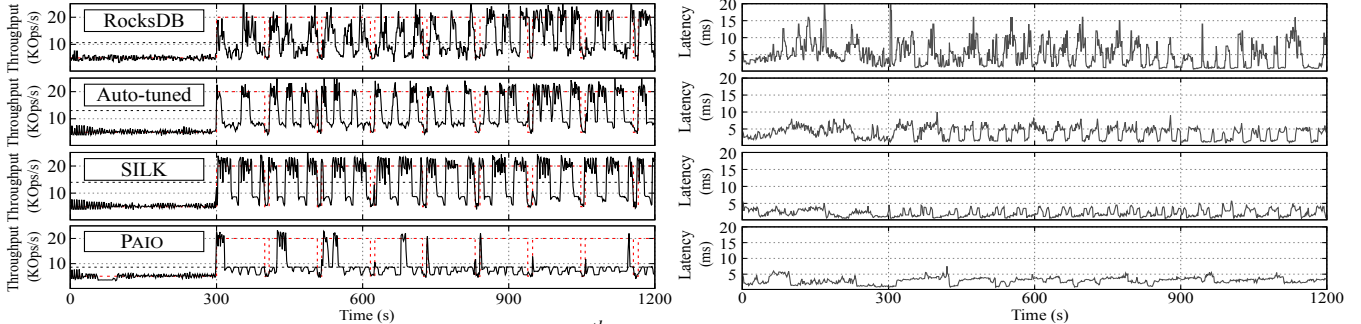 Throughput (KOps/s)
20
10
RocksDB
Latency (ms)
20
15
10
5
Throughput (KOps/s)
20
10
Auto-tuned
Latency (ms)
20
15
10
5
Throughput (KOps/s)
20
10
SILK
Latency (ms)
20
15
10
5
Throughput (KOps/s)
20
10
PAIO
Latency (ms)
20
15
10
5
0 300 600 900 1200
0 300 600 900 1200
Time (s)
th
Time (s)